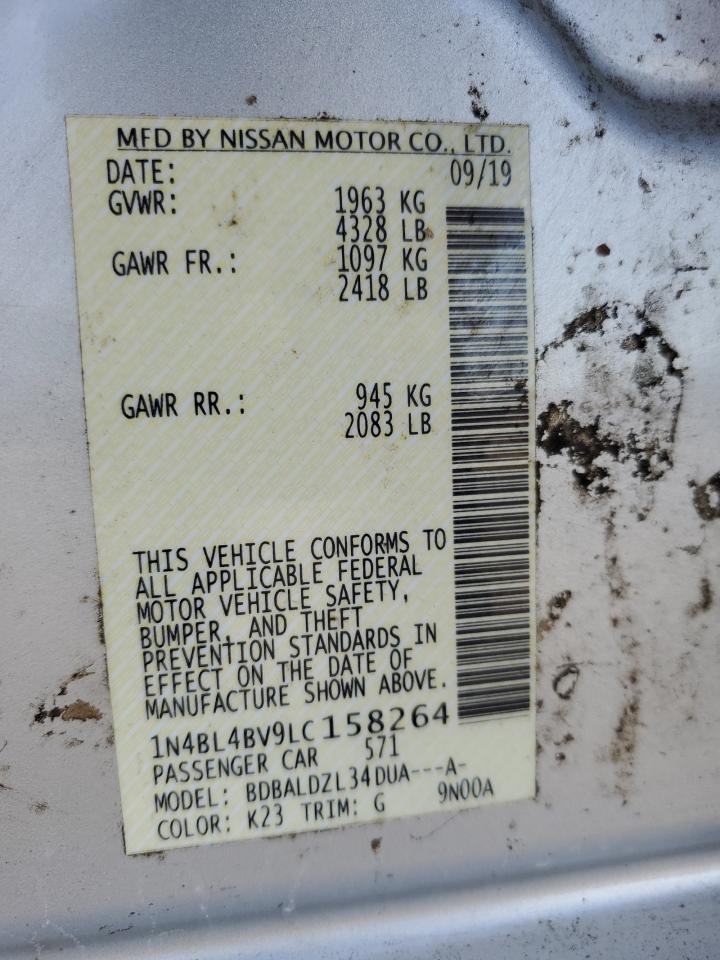 MFD BY NISSAN MOTOR CO., LTD.
DATE: 09/19
GVWR: 1963 KG
4328 LB
GAWR FR.: 1097 KG
2418 LB
GAWR RR.: 945 KG
2083 LB
THIS VEHICLE CONFORMS TO
ALL APPLICABLE FEDERAL
MOTOR VEHICLE SAFETY,
BUMPER, AND THEFT
PREVENTION STANDARDS IN
EFFECT ON THE DATE OF
MANUFACTURE SHOWN ABOVE.
1N4BL4BV9LC158264
PASSENGER CAR 571
MODEL: BDBALDZL34DUA---A-
COLOR: K23 TRIM: G 9N00A